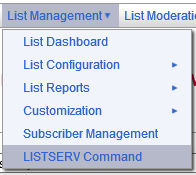 List Management List Moderati
List Dashboard
List Configuration
List Reports
Customization
Subscriber Management
LISTSERV Command